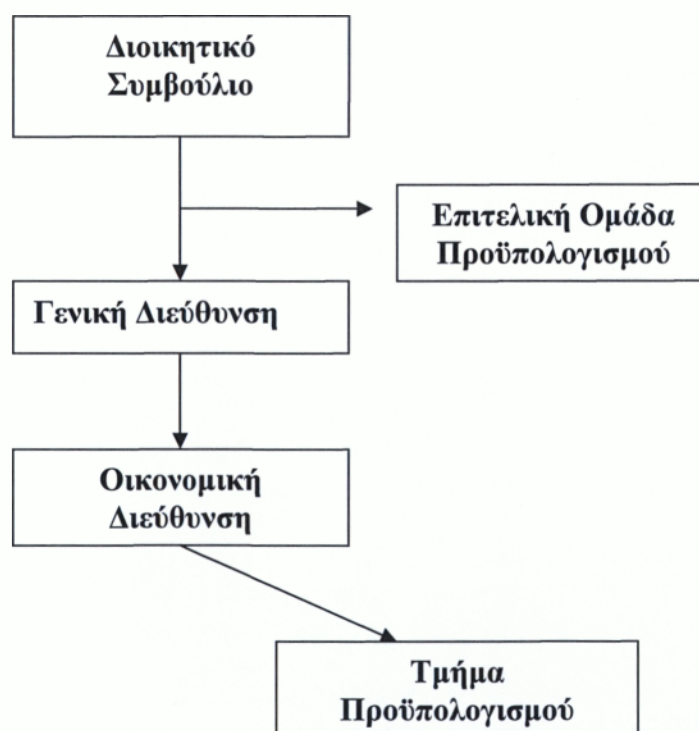 Διοικητικό
Συμβούλιο
Επιτελική Ομάδα
Προϋπολογισμού
Γενική Διεύθυνση
Οικονομική
Διεύθυνση
Τμήμα
Προϋπολογισμού